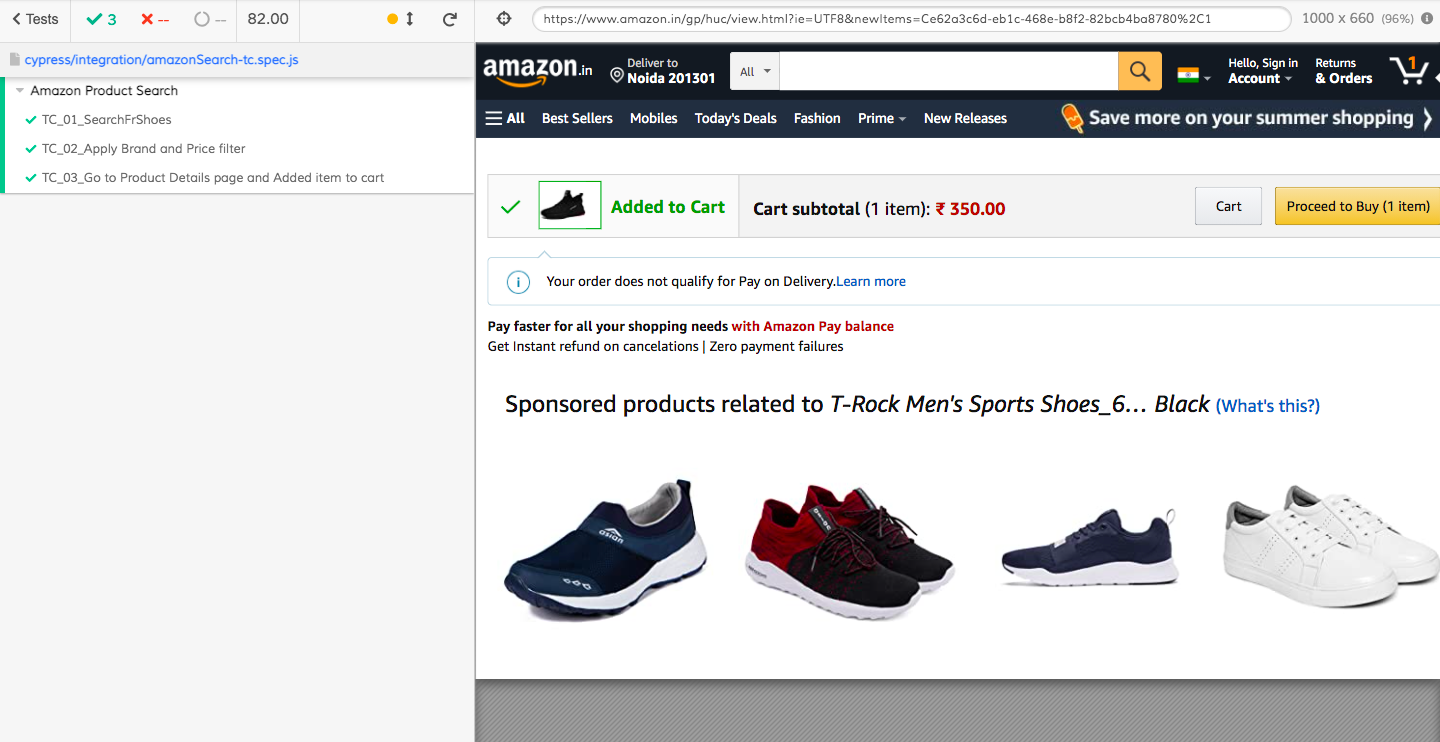 Tests
3
--
--
82.00
https://www.amazon.in/gp/huc/view.html?ie=UTF8&newItems=Ce62a3c6d-eb1c-468e-b8f2-82bcb4ba8780%2C1
1000 x 660 (96%)
cypress/integration/amazonSearch-tc.spec.js
Amazon Product Search
TC_01_SearchFrShoes
TC_02_Apply Brand and Price filter
TC_03_Go to Product Details page and Added item to cart
amazon.in
Deliver to
Noida 201301
All
Hello, Sign in
Account
Returns
& Orders
1
All Best Sellers Mobiles Today's Deals Fashion Prime New Releases
Save more on your summer shopping
Added to Cart
Cart subtotal (1 item): ₹ 350.00
Cart
Proceed to Buy (1 item)
Your order does not qualify for Pay on Delivery.Learn more
Pay faster for all your shopping needs with Amazon Pay balance
Get Instant refund on cancelations | Zero payment failures
Sponsored products related to T-Rock Men's Sports Shoes_6... Black (What's this?)
asian